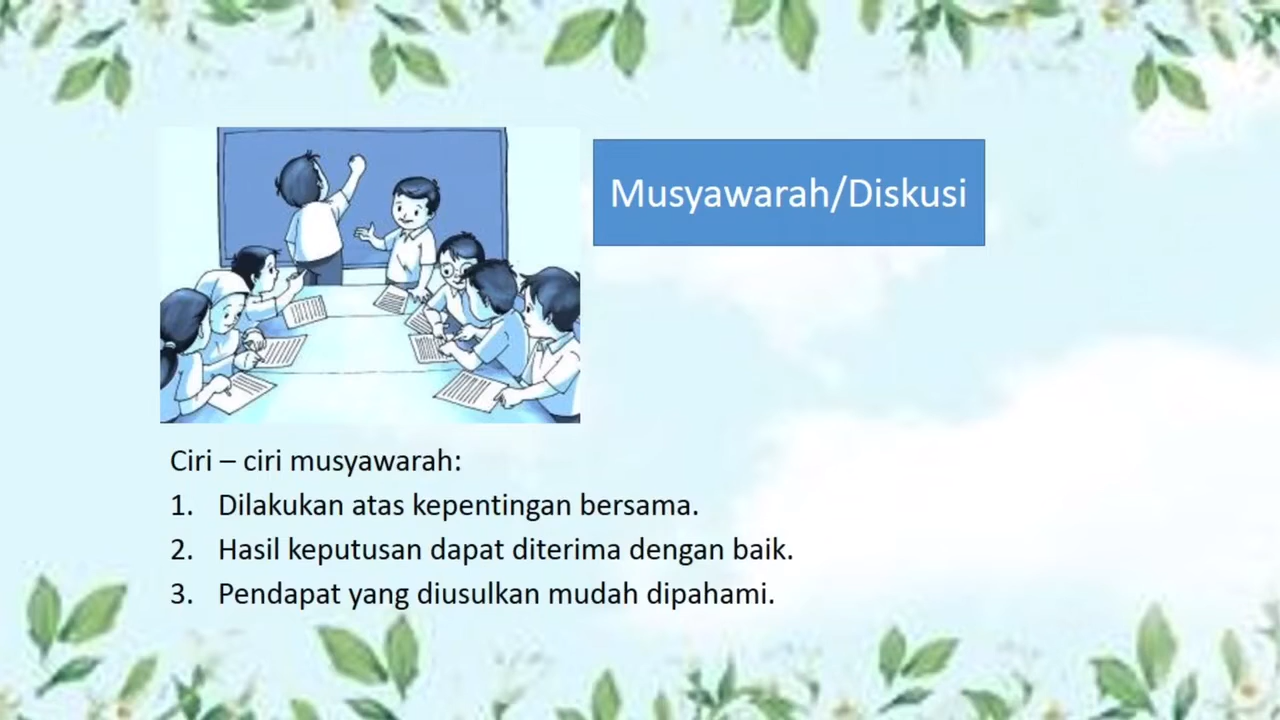 Musyawarah/Diskusi
Ciri – ciri musyawarah:
1. Dilakukan atas kepentingan bersama.
2. Hasil keputusan dapat diterima dengan baik.
3. Pendapat yang diusulkan mudah dipahami.